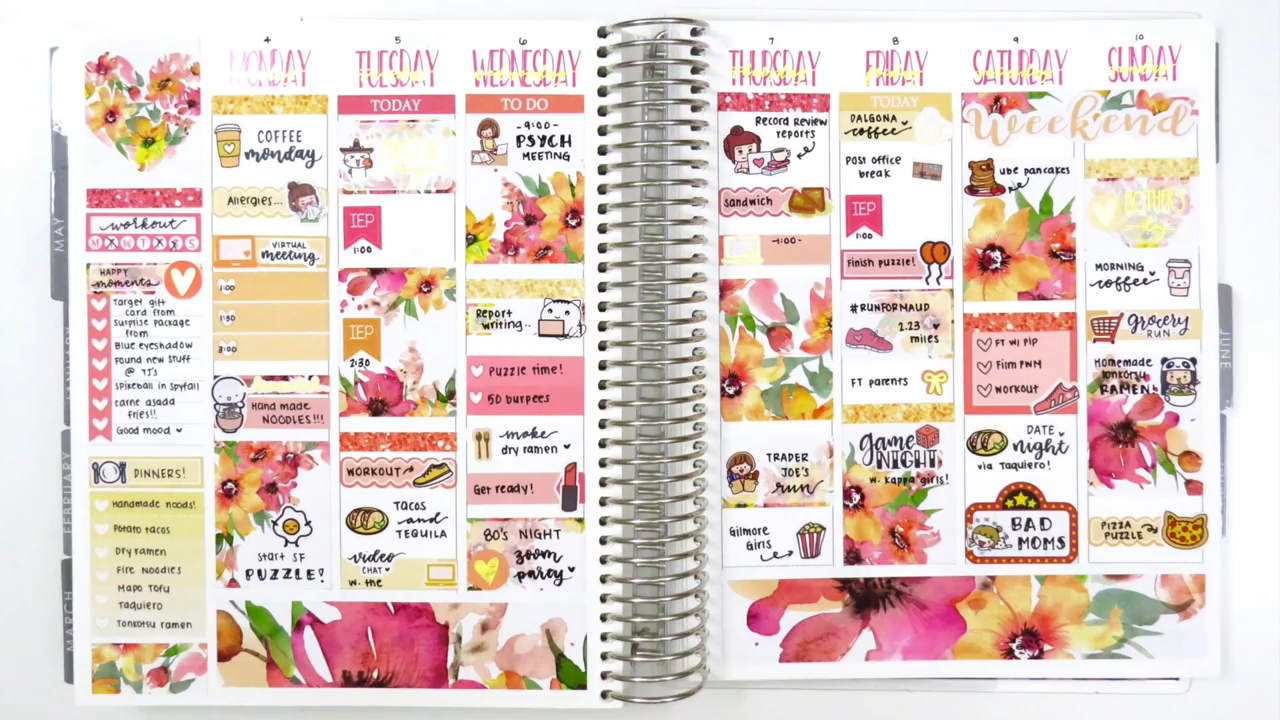 workout
M T W T F S S
HAPPY
moments
Target gift
card from
surprise package
from
Blue eyeshadow
Found new stuff
@ TJ's
spikeball in spyfall
carne asada
fries!!
Good mood
DINNERS!
Handmade noods!
Potato tacos
Dry ramen
Fire Noodles
Mapo Tofu
Taquiero
Tonkotsu ramen
4
MONDAY
COFFEE
monday
Allergies...
VIRTUAL
meeting
1:00
1:30
3:00
Hand made
NOODLES!!!
start SF
PUZZLE!
5
TUESDAY
TODAY
IEP
1:00
IEP
2:30
WORKOUT
Tacos
and
TEQUILA
video
CHAT
w. the
6
WEDNESDAY
TO DO
-9:00-
PSYCH
MEETING
Report
writing..
Puzzle time!
50 burpees
make
dry ramen
Get ready!
80's NIGHT
zoom
party
7
THURSDAY
Record Review
reports
Sandwich
-1:00-
TRADER
JOE'S
run
Gilmore
Girls
8
FRIDAY
TODAY
DALGONA
coffee
Post office
break
IEP
1:00
Finish puzzle!
#RUNFORMAUD
2.23
miles
FT parents
game
NIGHT
w. kappa girls!
9
SATURDAY
Weekend
ube pancakes
FT w/ PIP
Film PWM
workout
DATE
night
via Taquiero!
BAD
MOMS
10
SUNDAY
MOTHER'S
day
MORNING
coffee
grocery
RUN
Homemade
tonkotsu
RAMEN
PIZZA
PUZZLE
MAY
JANUARY
FEBRUARY
MARCH
JUNE